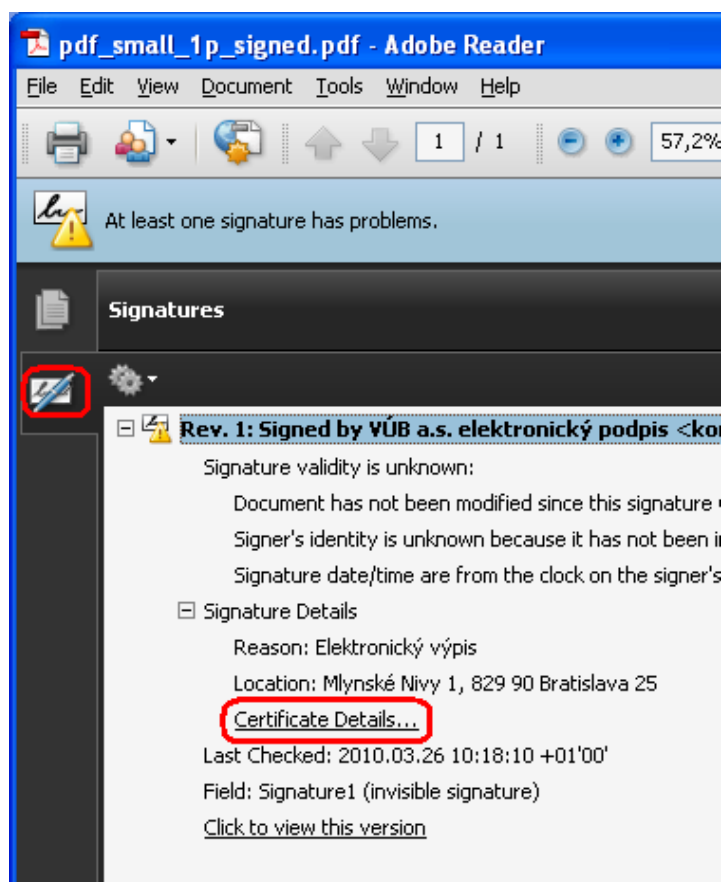 pdf_small_1p_signed.pdf - Adobe Reader
File Edit View Document Tools Window Help
1 / 1 57,2%
At least one signature has problems.
Signatures
Rev. 1: Signed by VÚB a.s. elektronický podpis <kor
Signature validity is unknown:
Document has not been modified since this signature
Signer's identity is unknown because it has not been i
Signature date/time are from the clock on the signer's
Signature Details
Reason: Elektronický výpis
Location: Mlynské Nivy 1, 829 90 Bratislava 25
Certificate Details...
Last Checked: 2010.03.26 10:18:10 +01'00'
Field: Signature1 (invisible signature)
Click to view this version